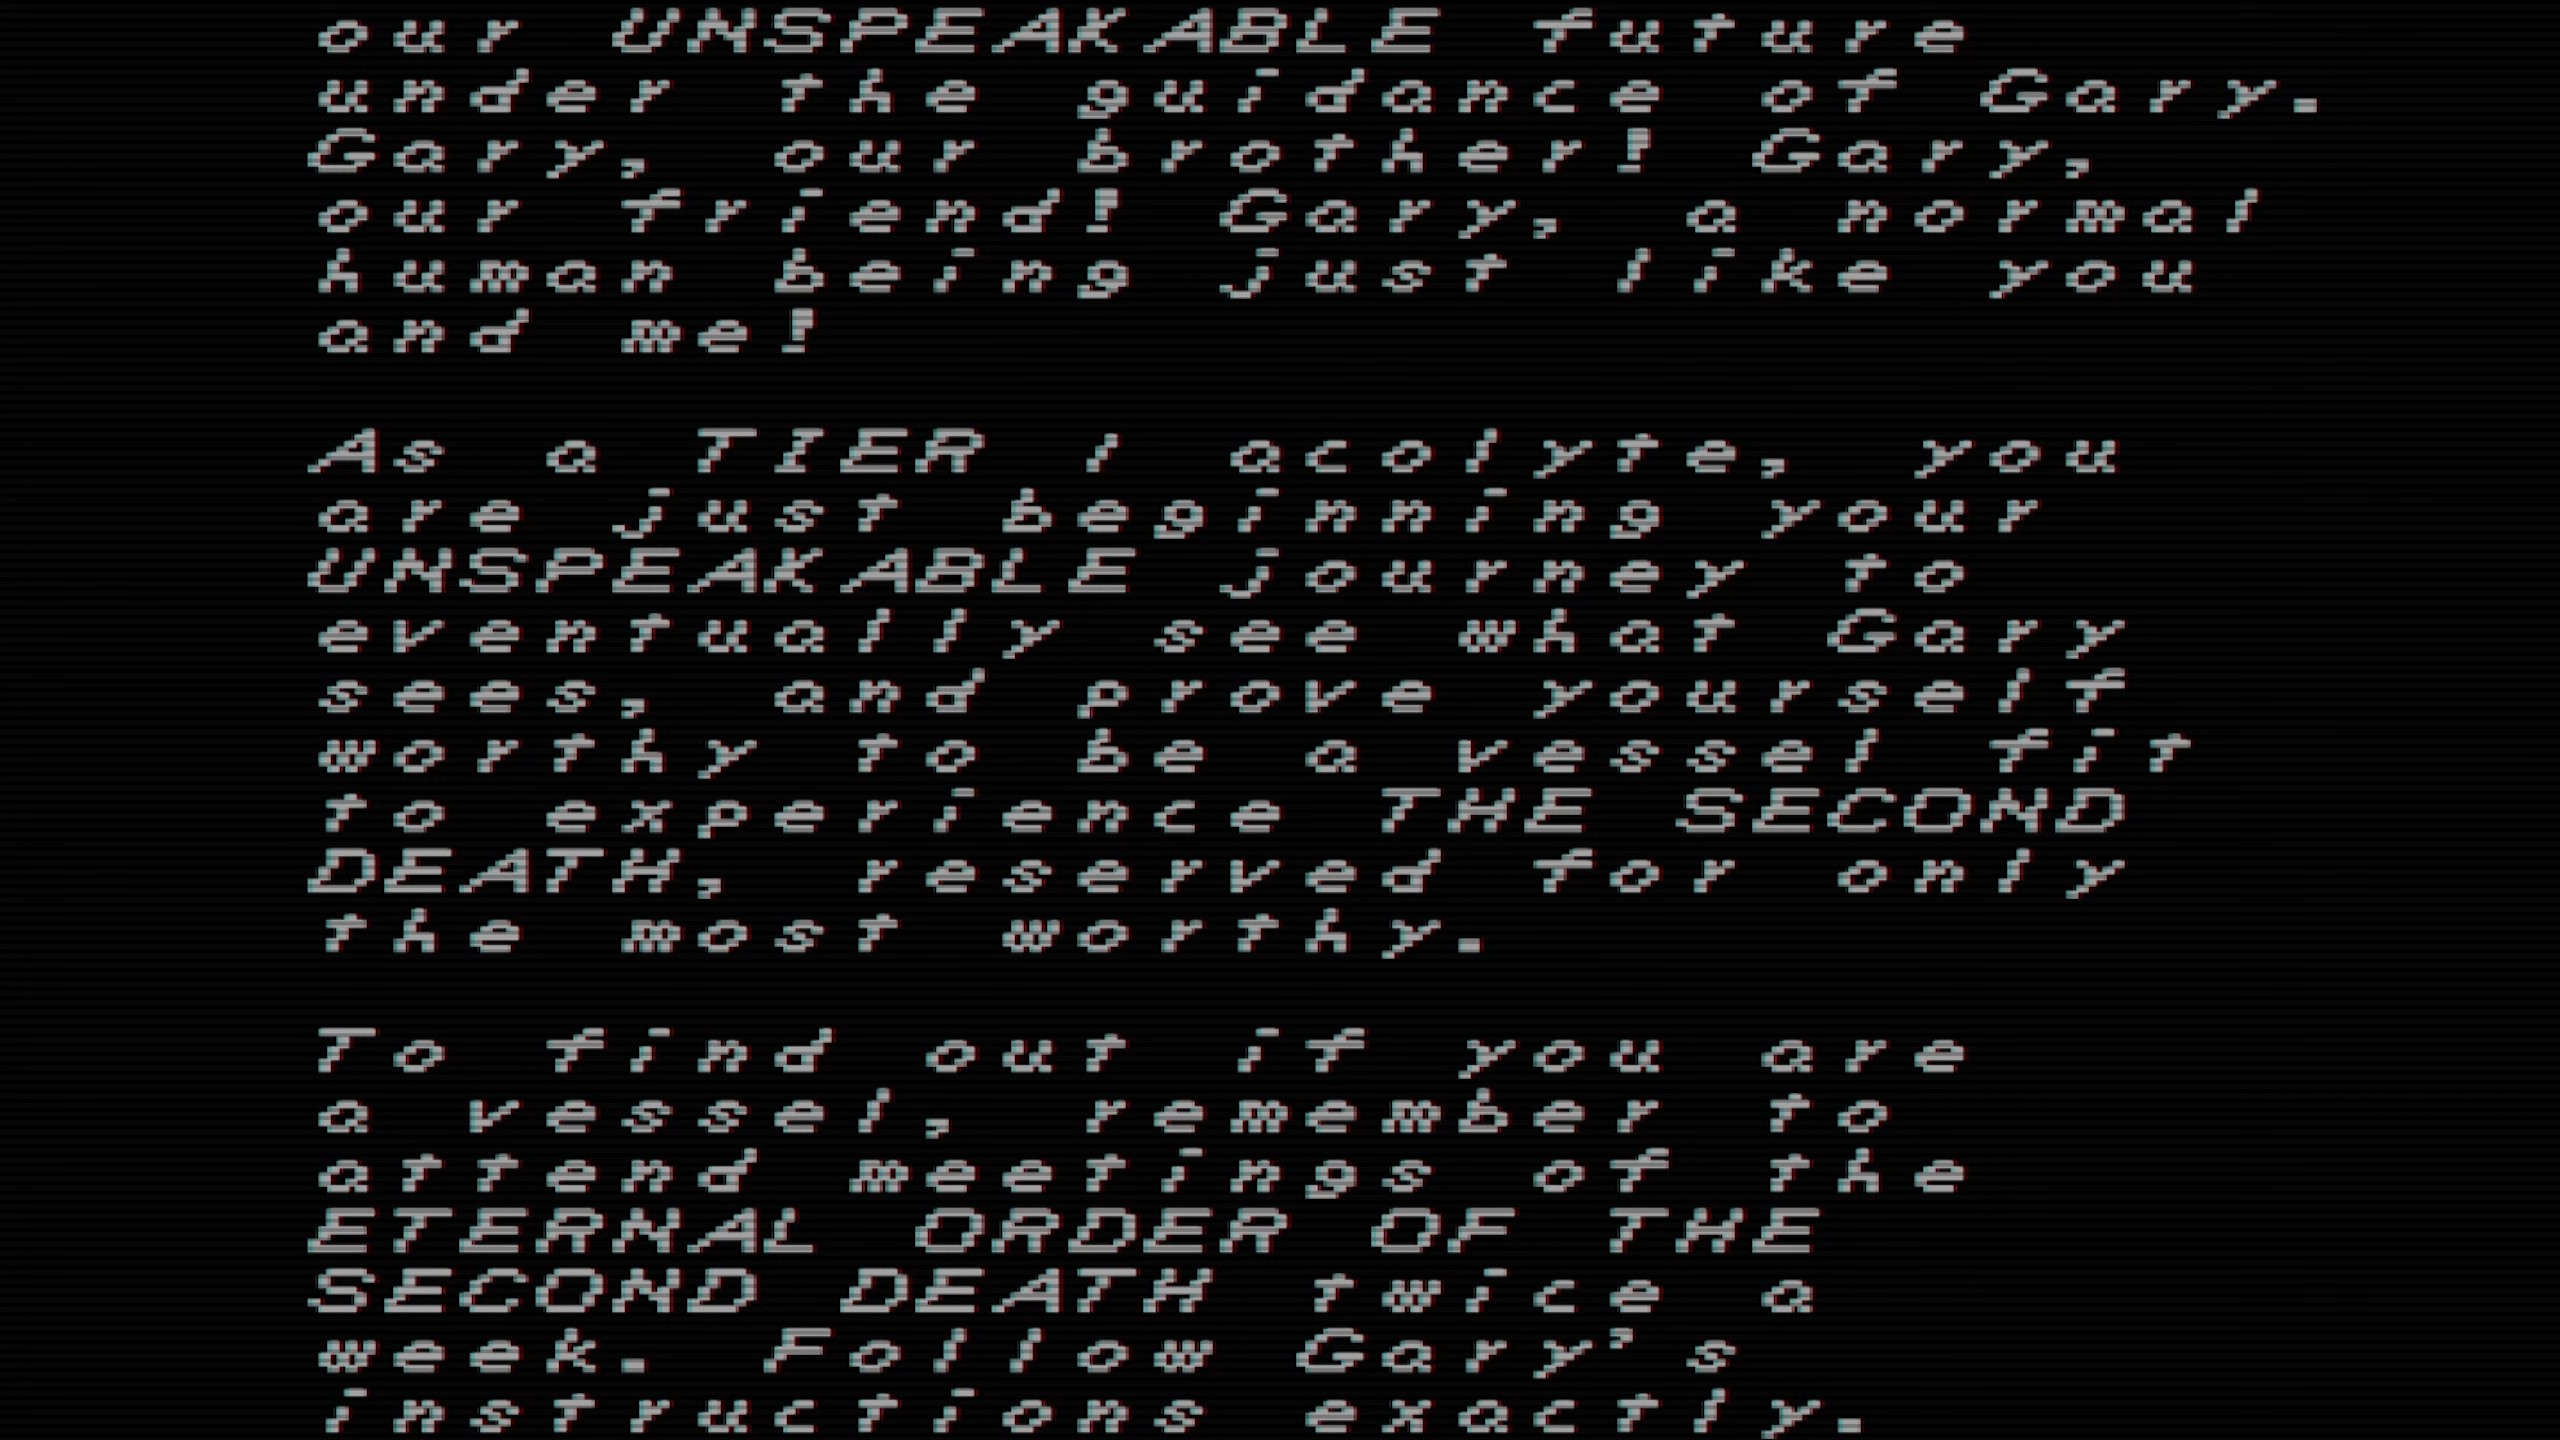 our UNSPEAKABLE future
under the guidance of Gary.
Gary, our brother! Gary,
our friend! Gary, a normal
human being just like you
and me!
As a TIER 1 acolyte, you
are just beginning your
UNSPEAKABLE journey to
eventually see what Gary
sees, and prove yourself
worthy to be a vessel fit
to experience THE SECOND
DEATH, reserved for only
the most worthy.
To find out if you are
a vessel, remember to
attend meetings of the
ETERNAL ORDER OF THE
SECOND DEATH twice a
week. Follow Gary's
instructions exactly.